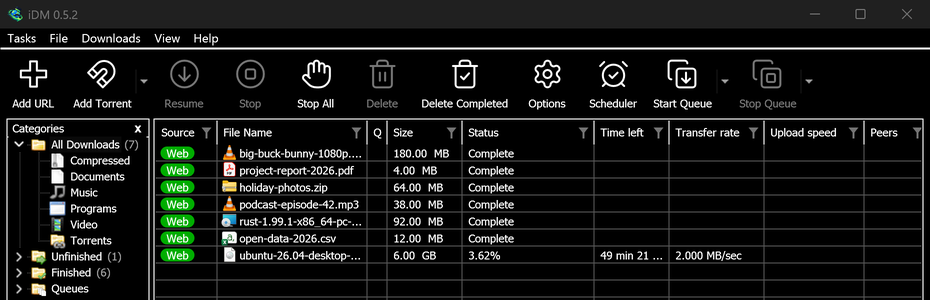 iDM 0.5.2
Tasks File Downloads View Help
Add URL Add Torrent Resume Stop Stop All Delete Delete Completed Options Scheduler Start Queue Stop Queue
Categories x Source File Name Q Size Status Time left Transfer rate Upload speed Peers
All Downloads (7) Web big-buck-bunny-1080p.... 180.00 MB Complete
Compressed Web project-report-2026.pdf 4.00 MB Complete
Documents Web holiday-photos.zip 64.00 MB Complete
Music Web podcast-episode-42.mp3 38.00 MB Complete
Programs Web rust-1.99.1-x86_64-pc-... 92.00 MB Complete
Video Web open-data-2026.csv 12.00 MB Complete
Torrents Web ubuntu-26.04-desktop-... 6.00 GB 3.62% 49 min 21 ... 2.000 MB/sec
Unfinished (1)
Finished (6)
Queues